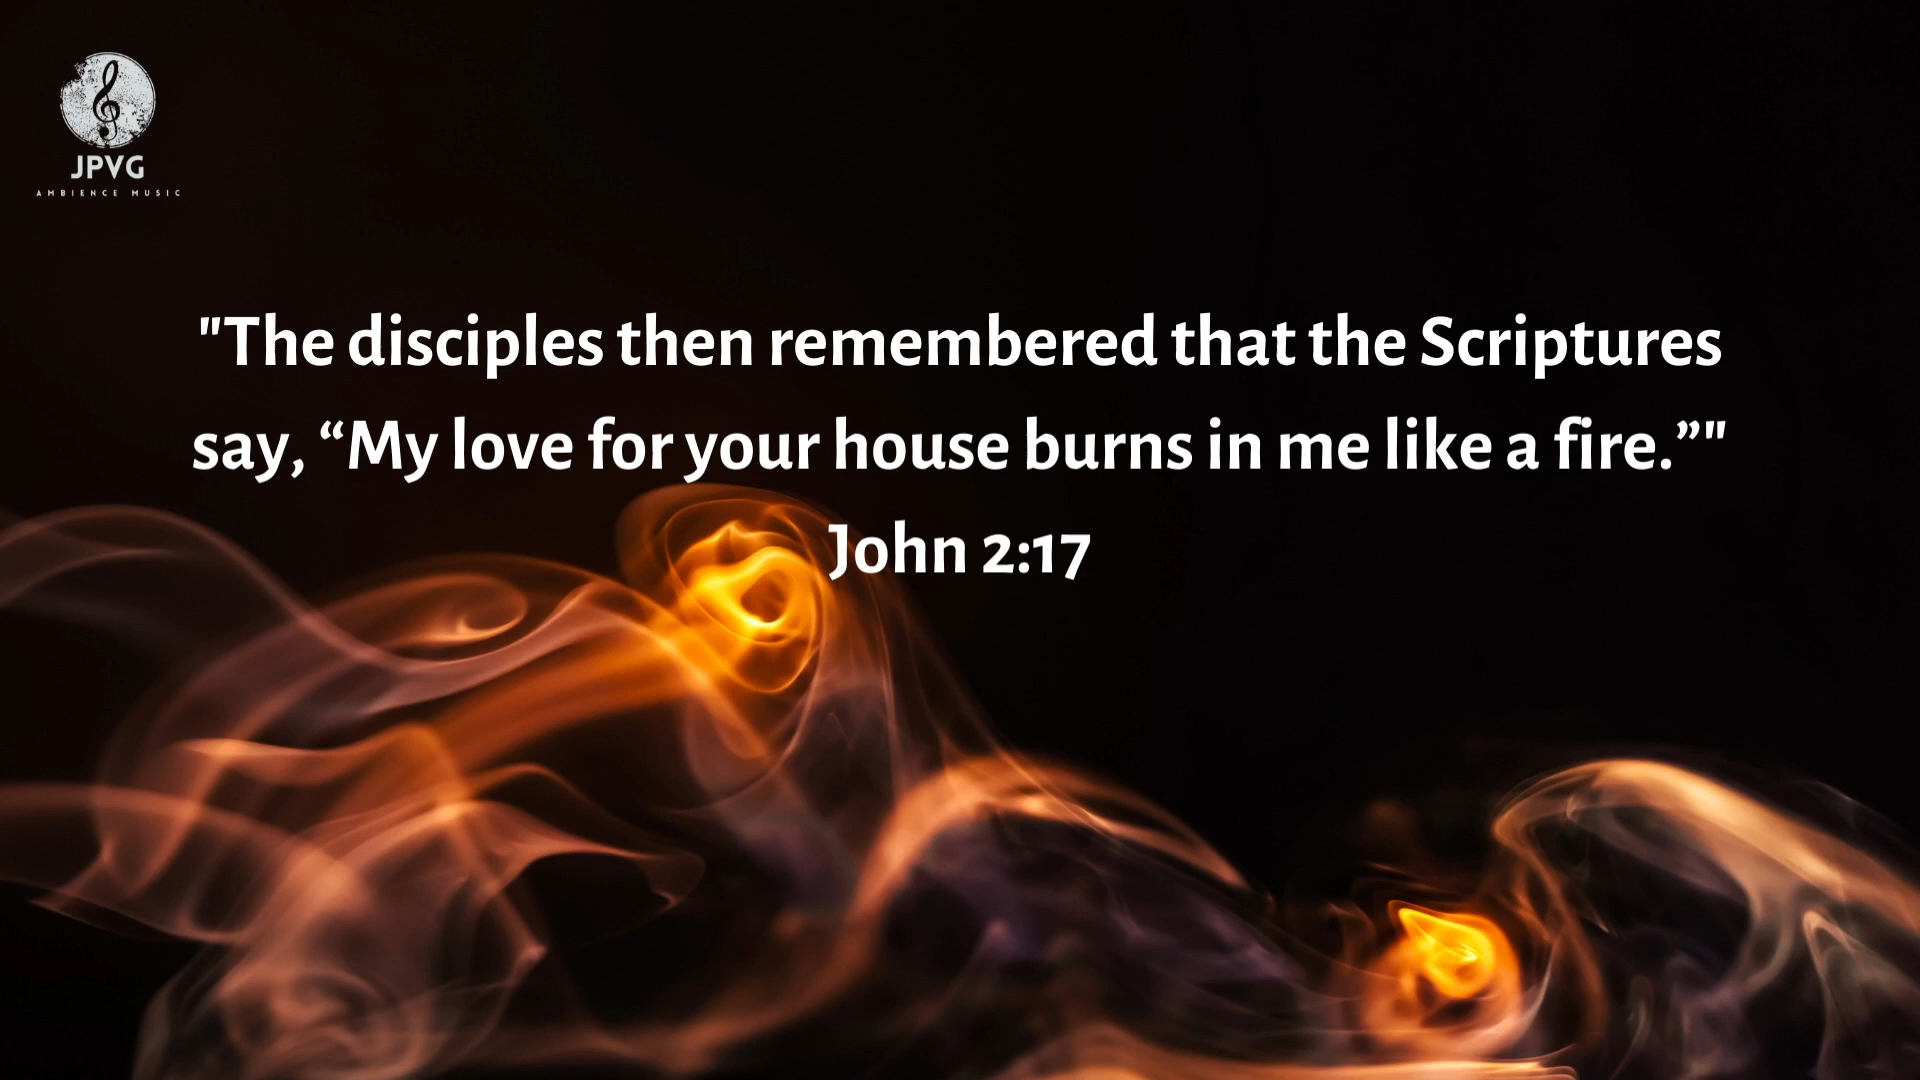 JPVG
AMBIENCE MUSIC
"The disciples then remembered that the Scriptures
say, “My love for your house burns in me like a fire.”"
John 2:17